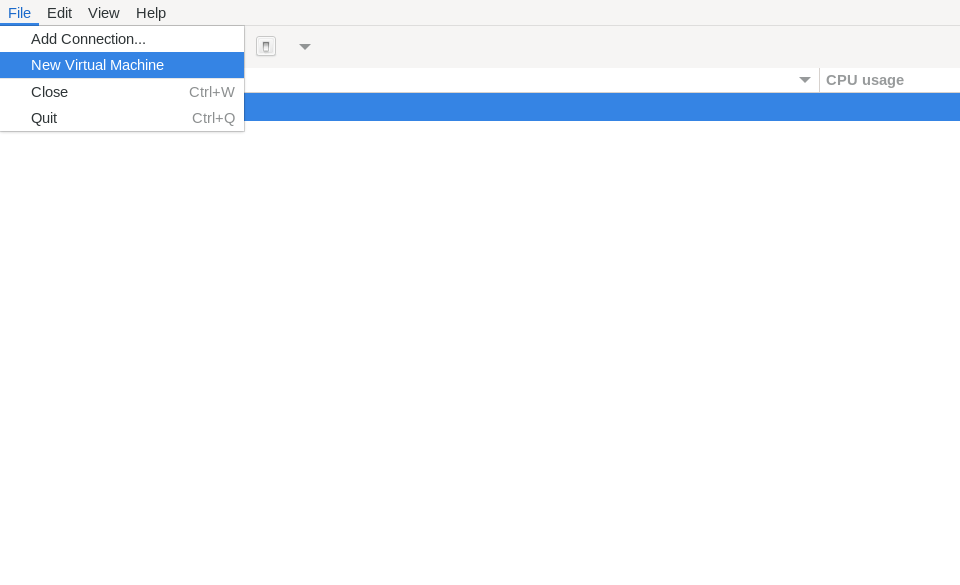 File Edit View Help
Add Connection...
New Virtual Machine
CPU usage
Close Ctrl+W
Quit Ctrl+Q